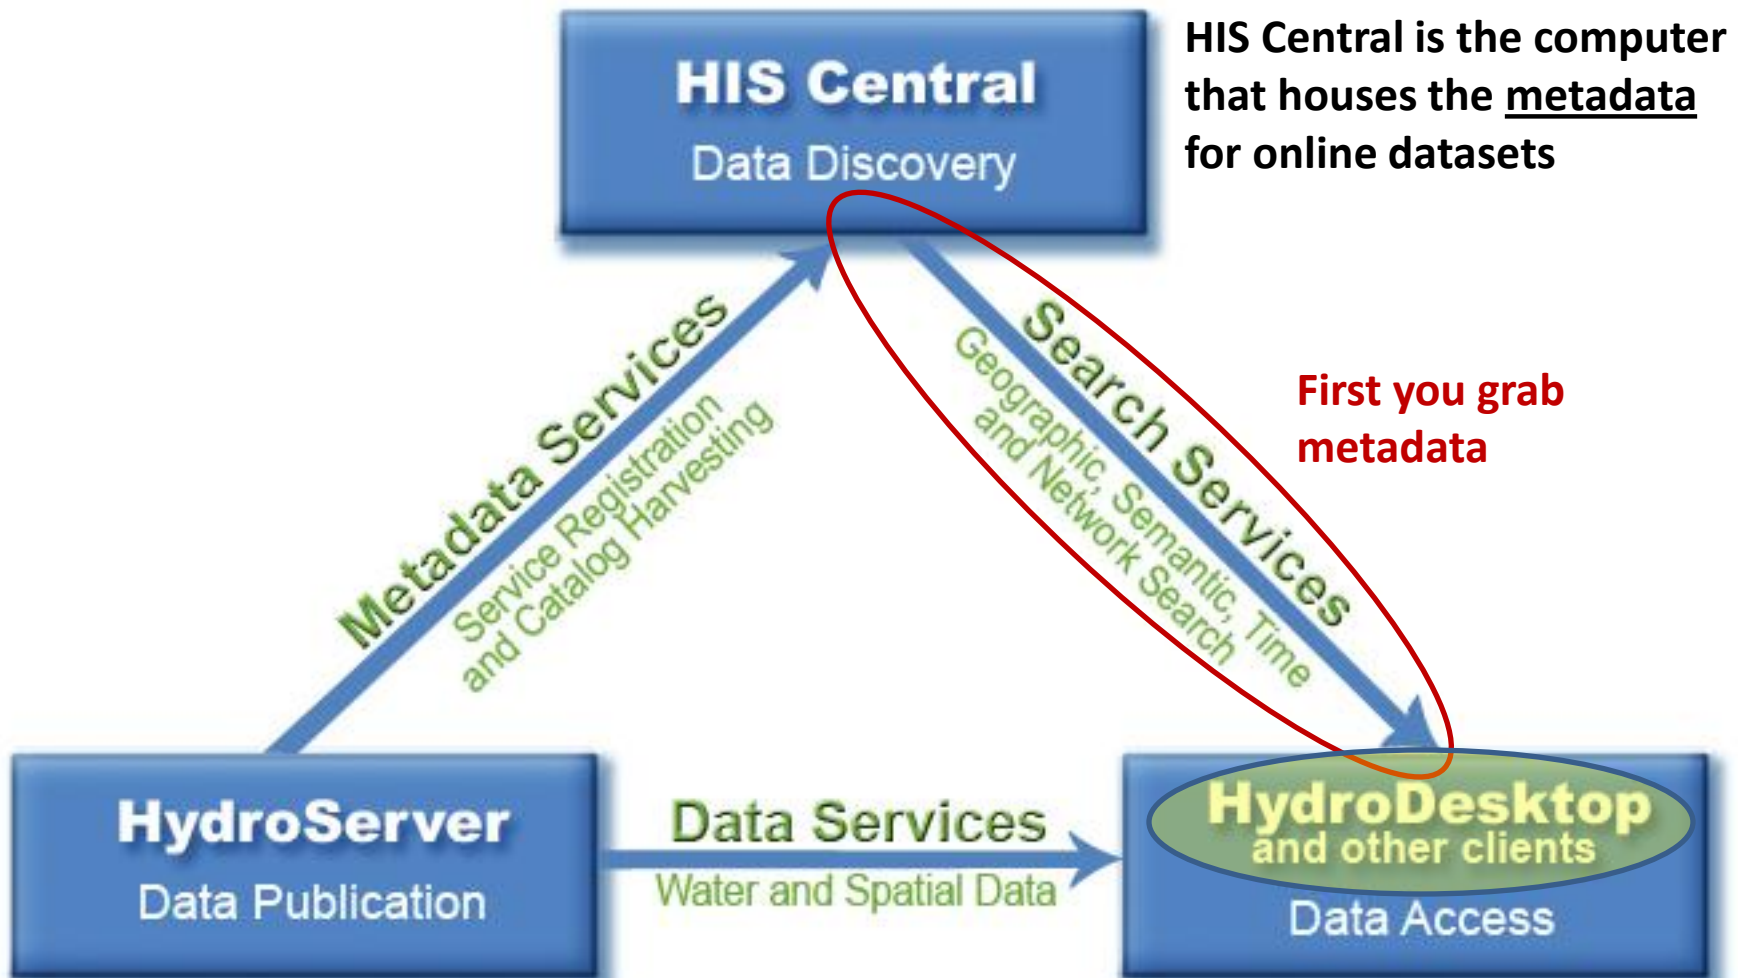 HIS Central
Data Discovery
HIS Central is the computer
that houses the metadata
for online datasets
Metadata Services
Service Registration
and Catalog Harvesting
Search Services
Geographic, Semantic, Time
and Network Search
First you grab
metadata
HydroServer
Data Publication
Data Services
Water and Spatial Data
HydroDesktop
and other clients
Data Access